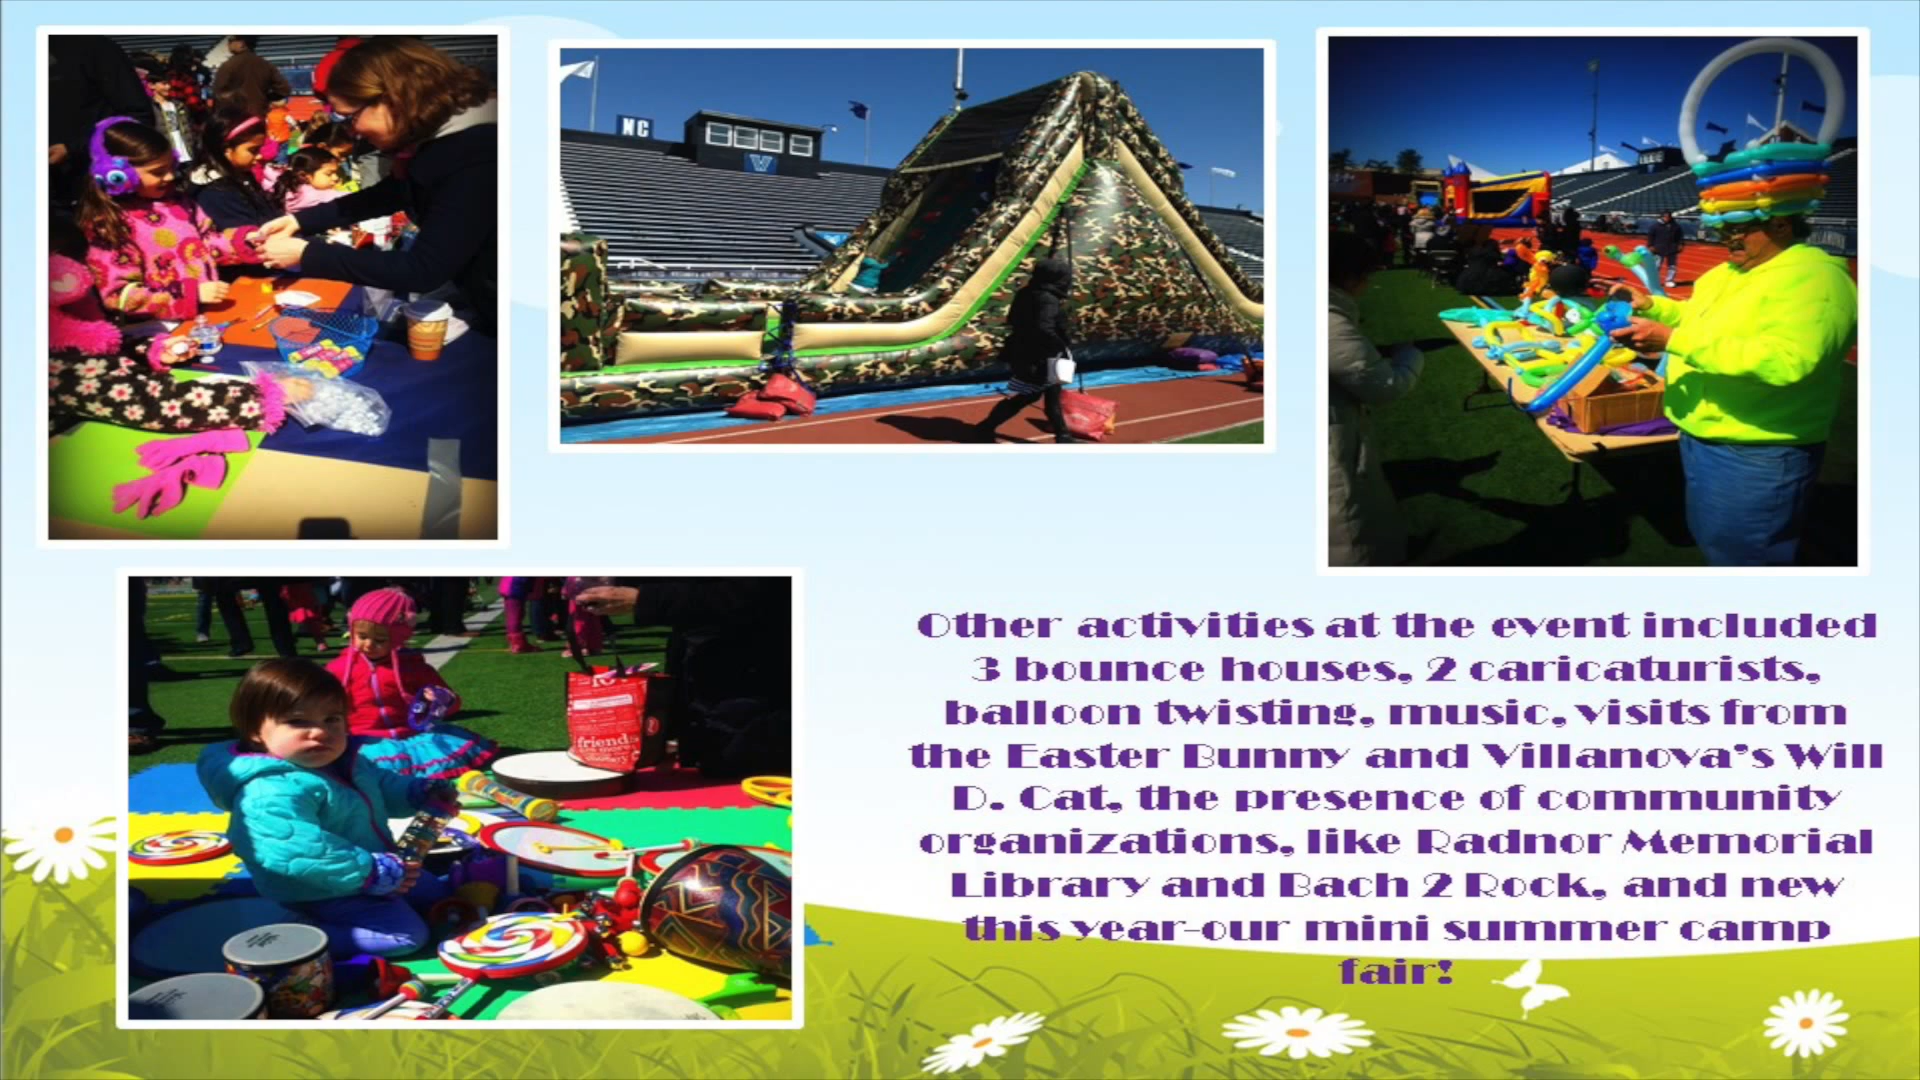 NC
V
friends
Other activities at the event included
3 bounce houses, 2 caricaturists,
balloon twisting, music, visits from
the Easter Bunny and Villanova's Will
D. Cat, the presence of community
organizations, like Radnor Memorial
Library and Bach 2 Rock, and new
this year-our mini summer camp
fair!